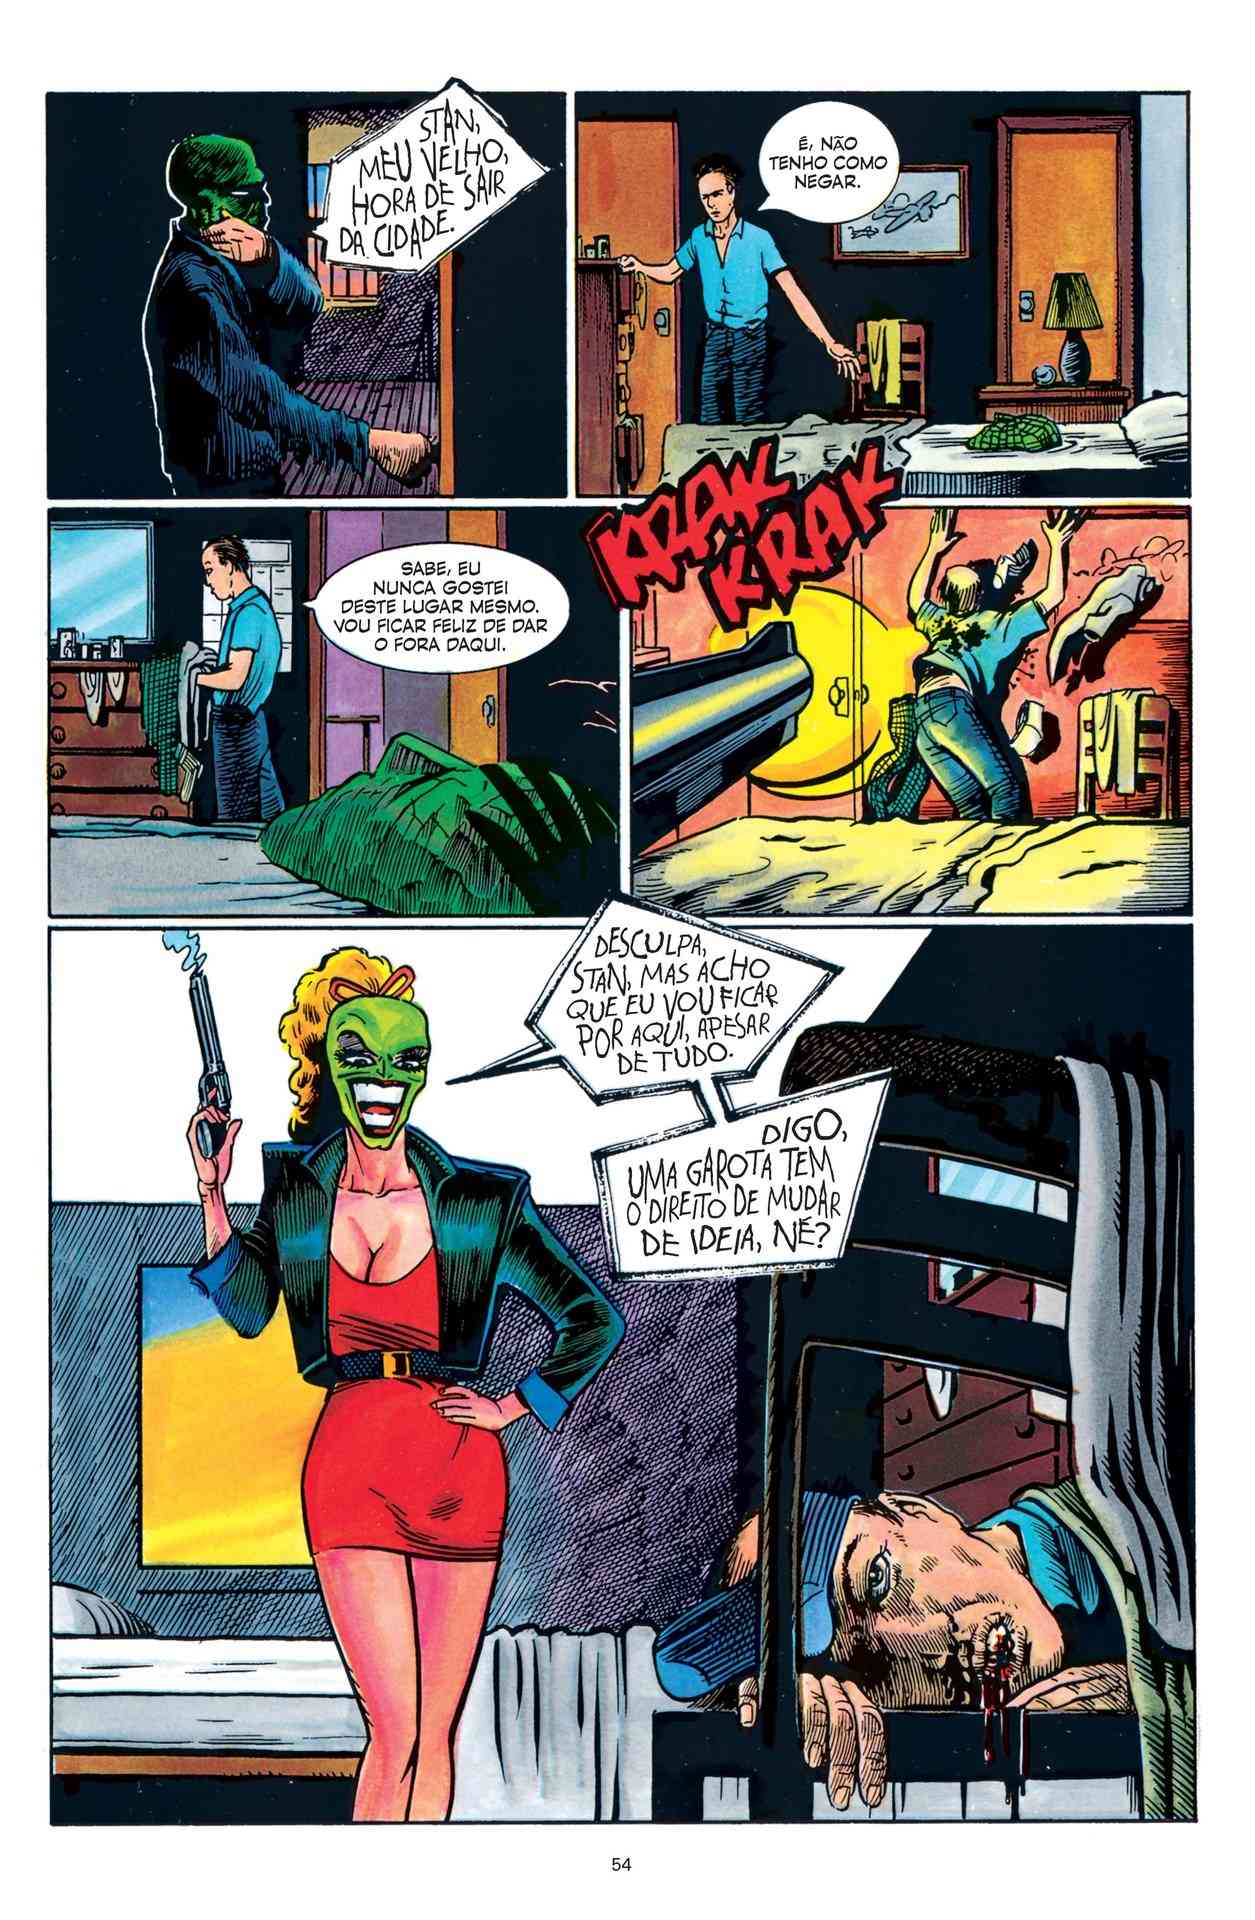 STAN,
MEU VELHO,
HORA DE SAIR
DA CIDADE.
É, NÃO
TENHO COMO
NEGAR.
SABE, EU
NUNCA GOSTEI
DESTE LUGAR MESMO.
VOU FICAR FELIZ DE DAR
O FORA DAQUI.
KRAK
KRAK
DESCULPA,
STAN, MAS ACHO
QUE EU VOU FICAR
POR AQUI, APESAR
DE TUDO.
DIGO,
UMA GAROTA TEM
O DIREITO DE MUDAR
DE IDEIA, NÉ?
54